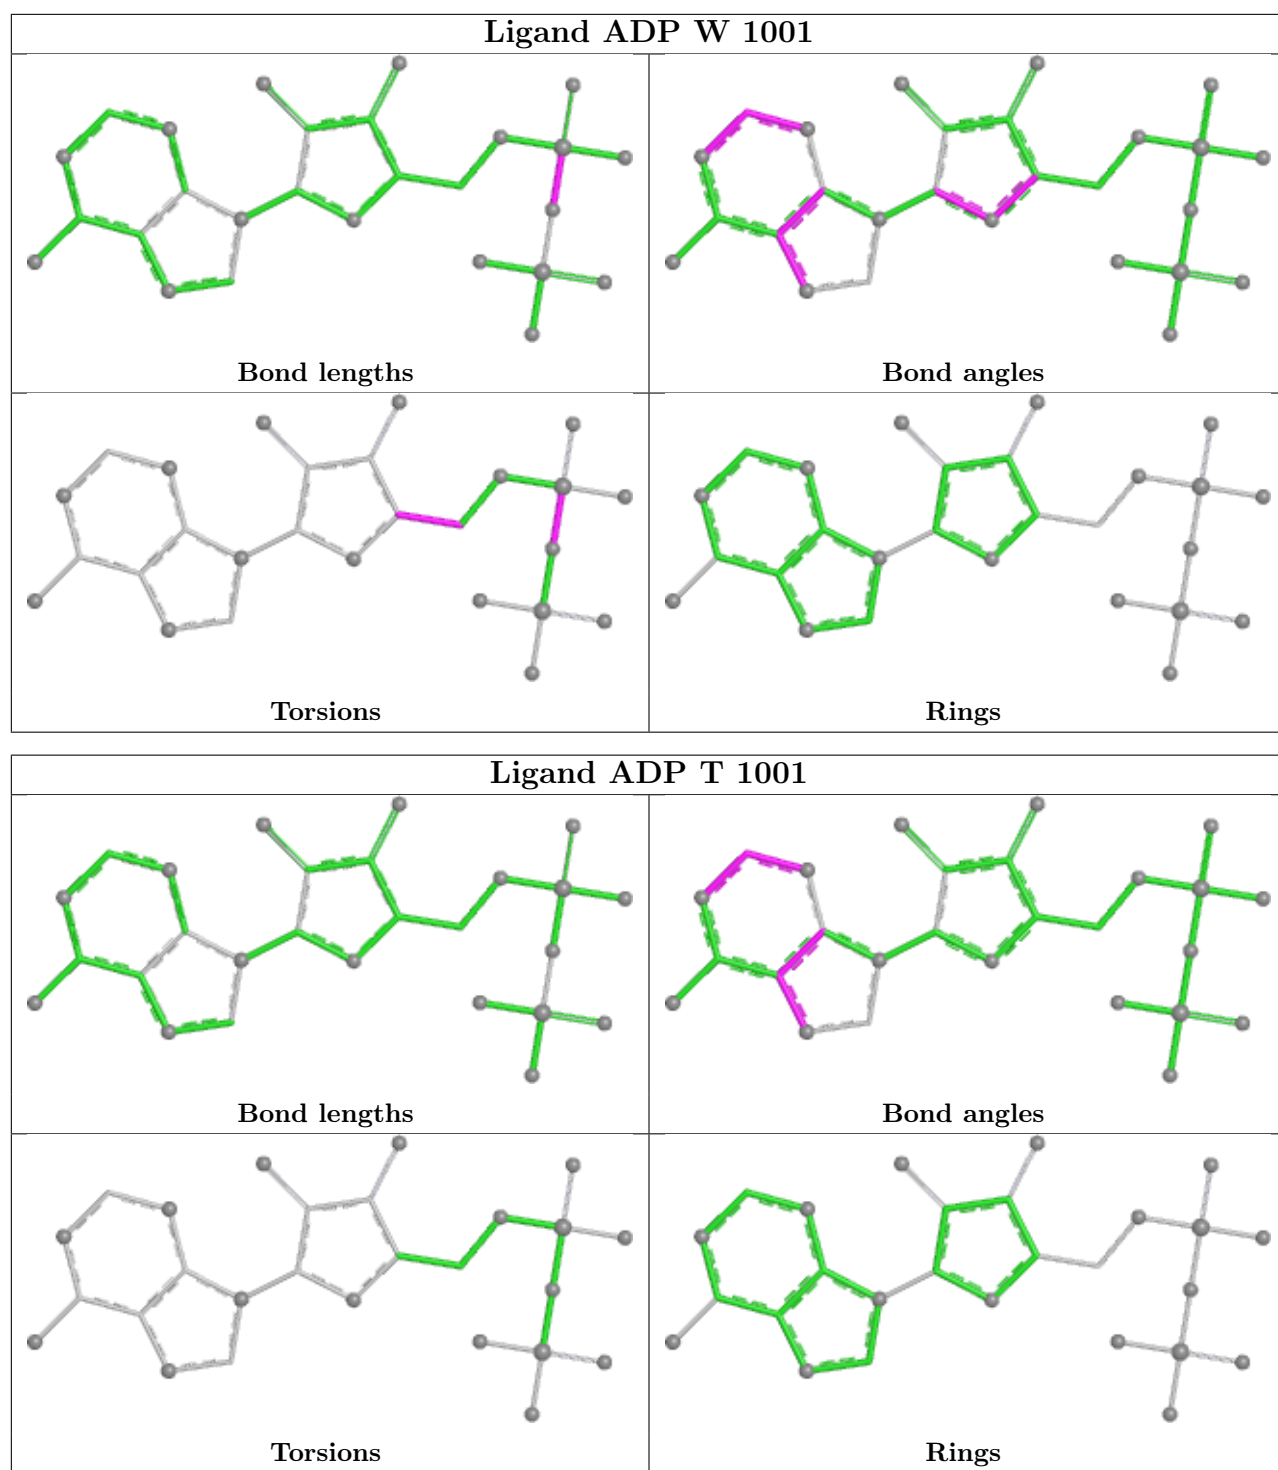 Ligand ADP W 1001
Bond lengths
Bond angles
Torsions
Rings
Ligand ADP T 1001
Bond lengths
Bond angles
Torsions
Rings